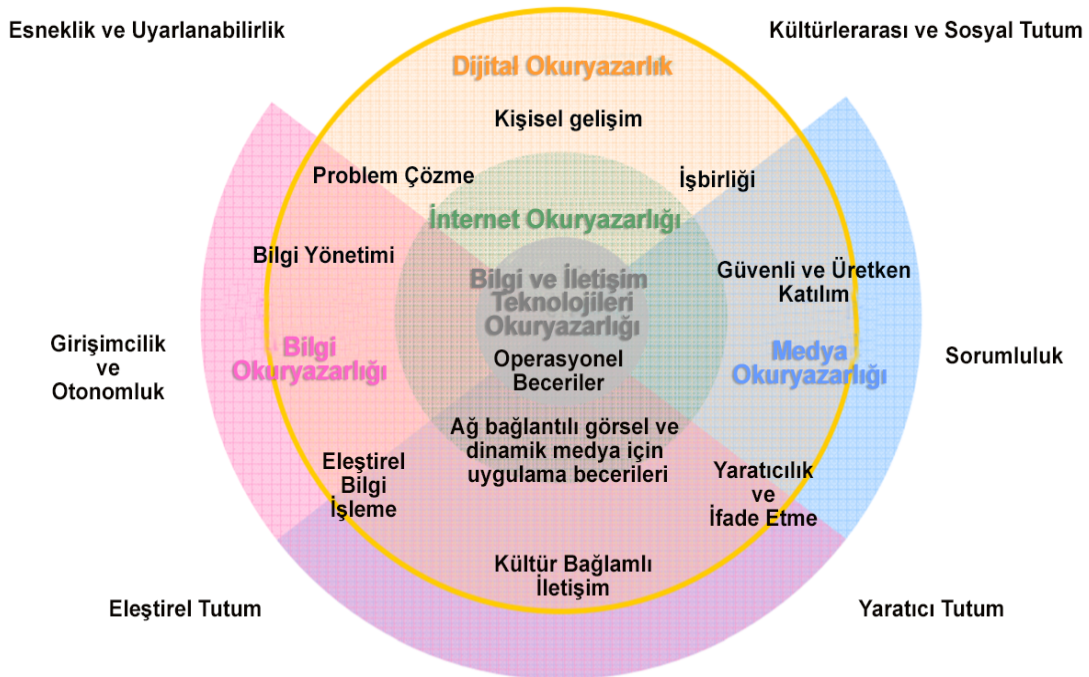 Esneklik ve Uyarlanabilirlik
Kültürlerarası ve Sosyal Tutum
Dijital Okuryazarlık
Kişisel gelişim
Problem Çözme
İşbirliği
İnternet Okuryazarlığı
Bilgi Yönetimi
Bilgi ve İletişim
Teknolojileri
Okuryazarlığı
Güvenli ve Üretken
Katılım
Girişimcilik
ve
Otonomluk
Bilgi
Okuryazarlığı
Operasyonel
Beceriler
Medya
Okuryazarlığı
Sorumluluk
Ağ bağlantılı görsel ve
dinamik medya için
uygulama becerileri
Eleştirel
Bilgi
İşleme
Yaratıcılık
ve
İfade Etme
Kültür Bağlamlı
İletişim
Eleştirel Tutum
Yaratıcı Tutum